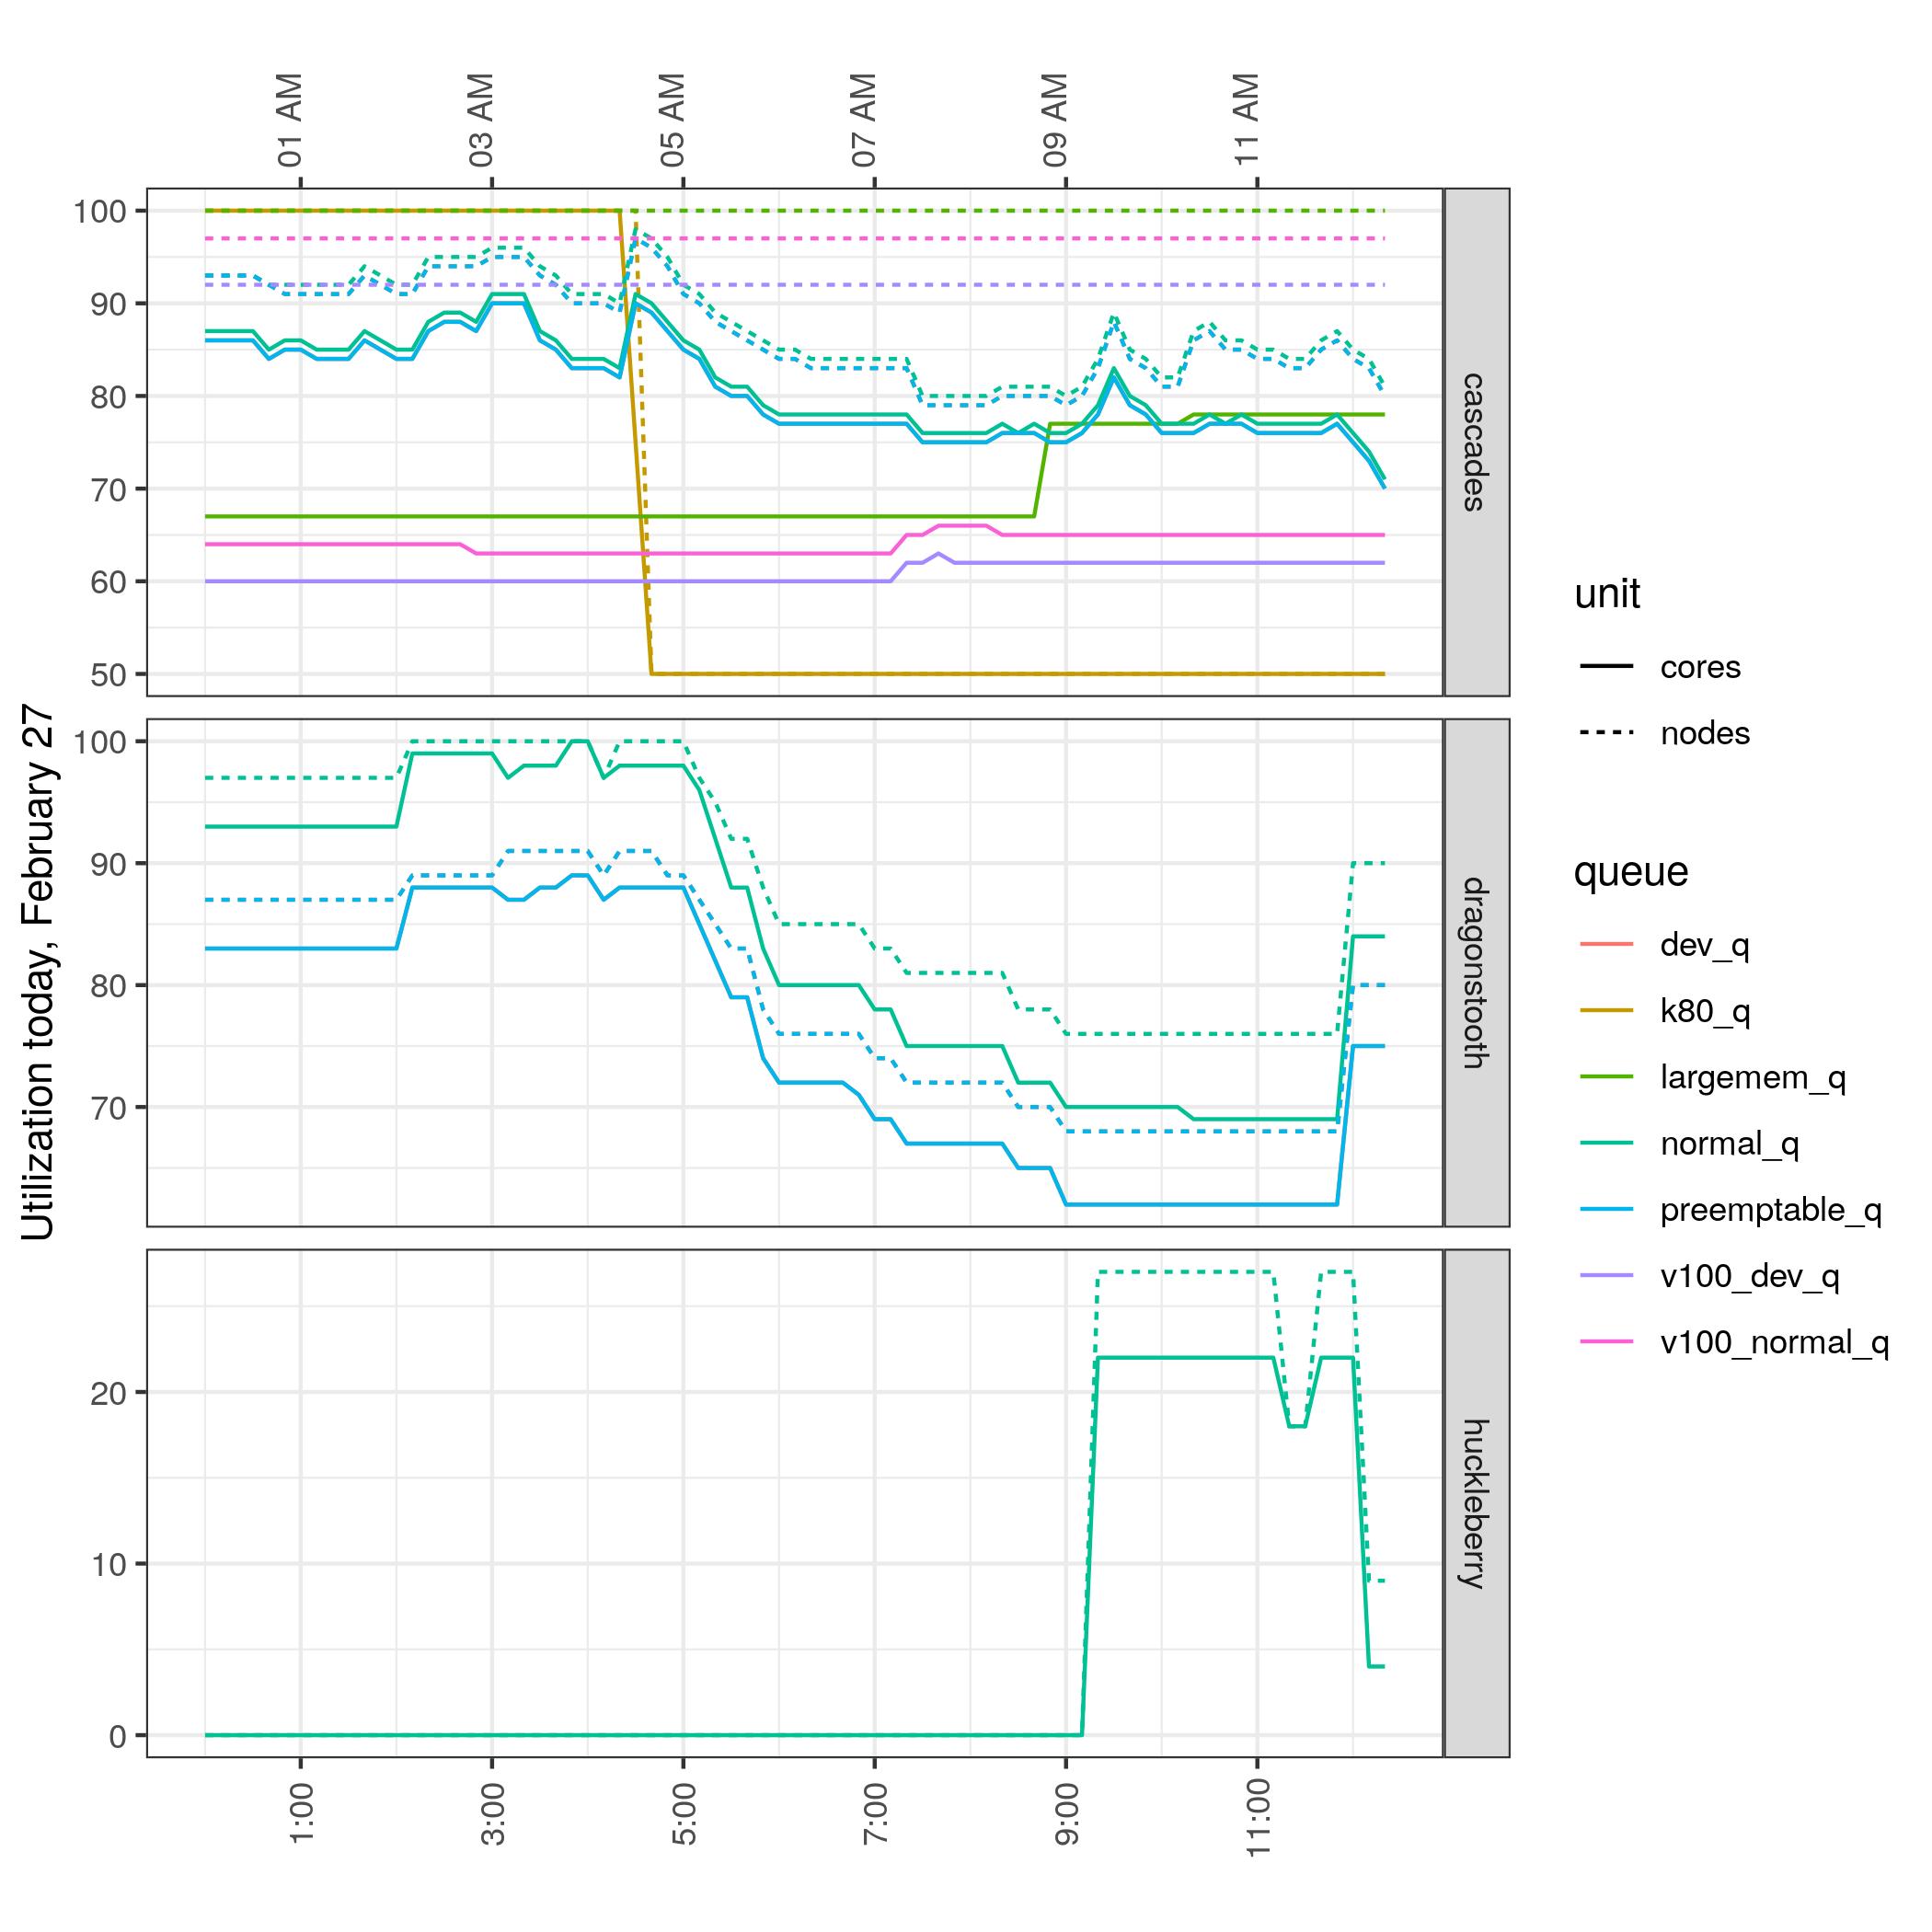 01 AM
03 AM
05 AM
07 AM
09 AM
11 AM
Utilization today, February 27
100
90
80
70
60
50
cascades
100
90
80
70
dragonstooth
20
10
0
huckleberry
1:00
3:00
5:00
7:00
9:00
11:00
unit
cores
nodes
queue
dev_q
k80_q
largemem_q
normal_q
preemptable_q
v100_dev_q
v100_normal_q